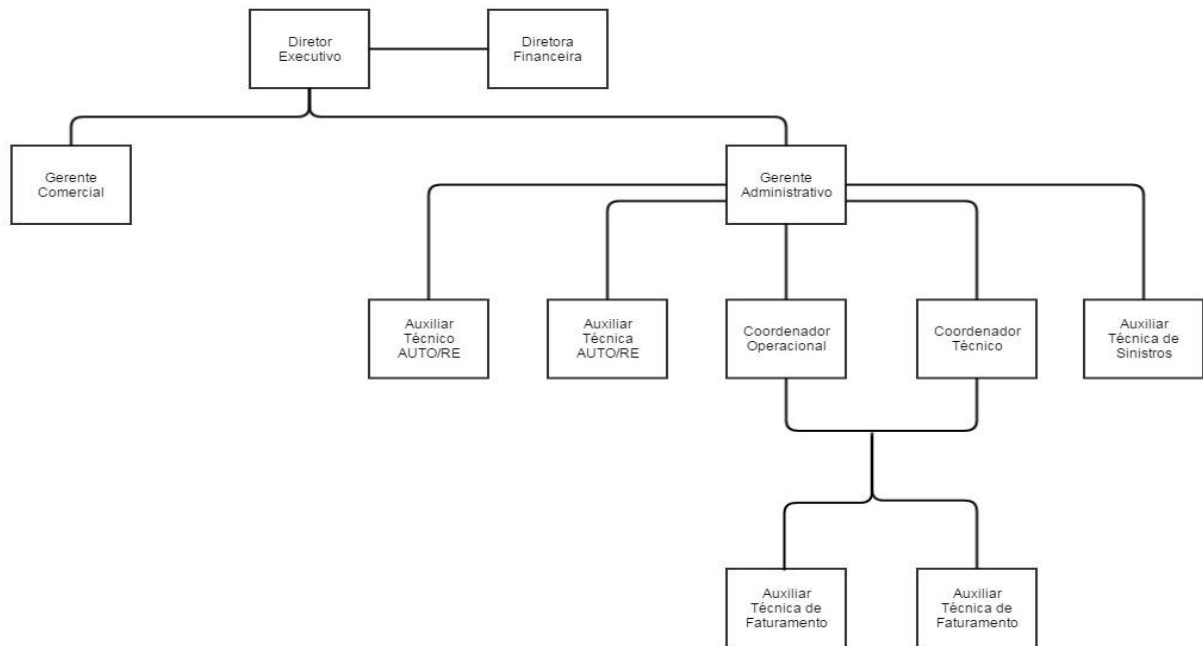 Diretor
Executivo
Diretora
Financeira
Gerente
Comercial
Gerente
Administrativo
Auxiliar
Técnico
AUTO/RE
Auxiliar
Técnica
AUTO/RE
Coordenador
Operacional
Coordenador
Técnico
Auxiliar
Técnica de
Sinistros
Auxiliar
Técnica de
Faturamento
Auxiliar
Técnica de
Faturamento